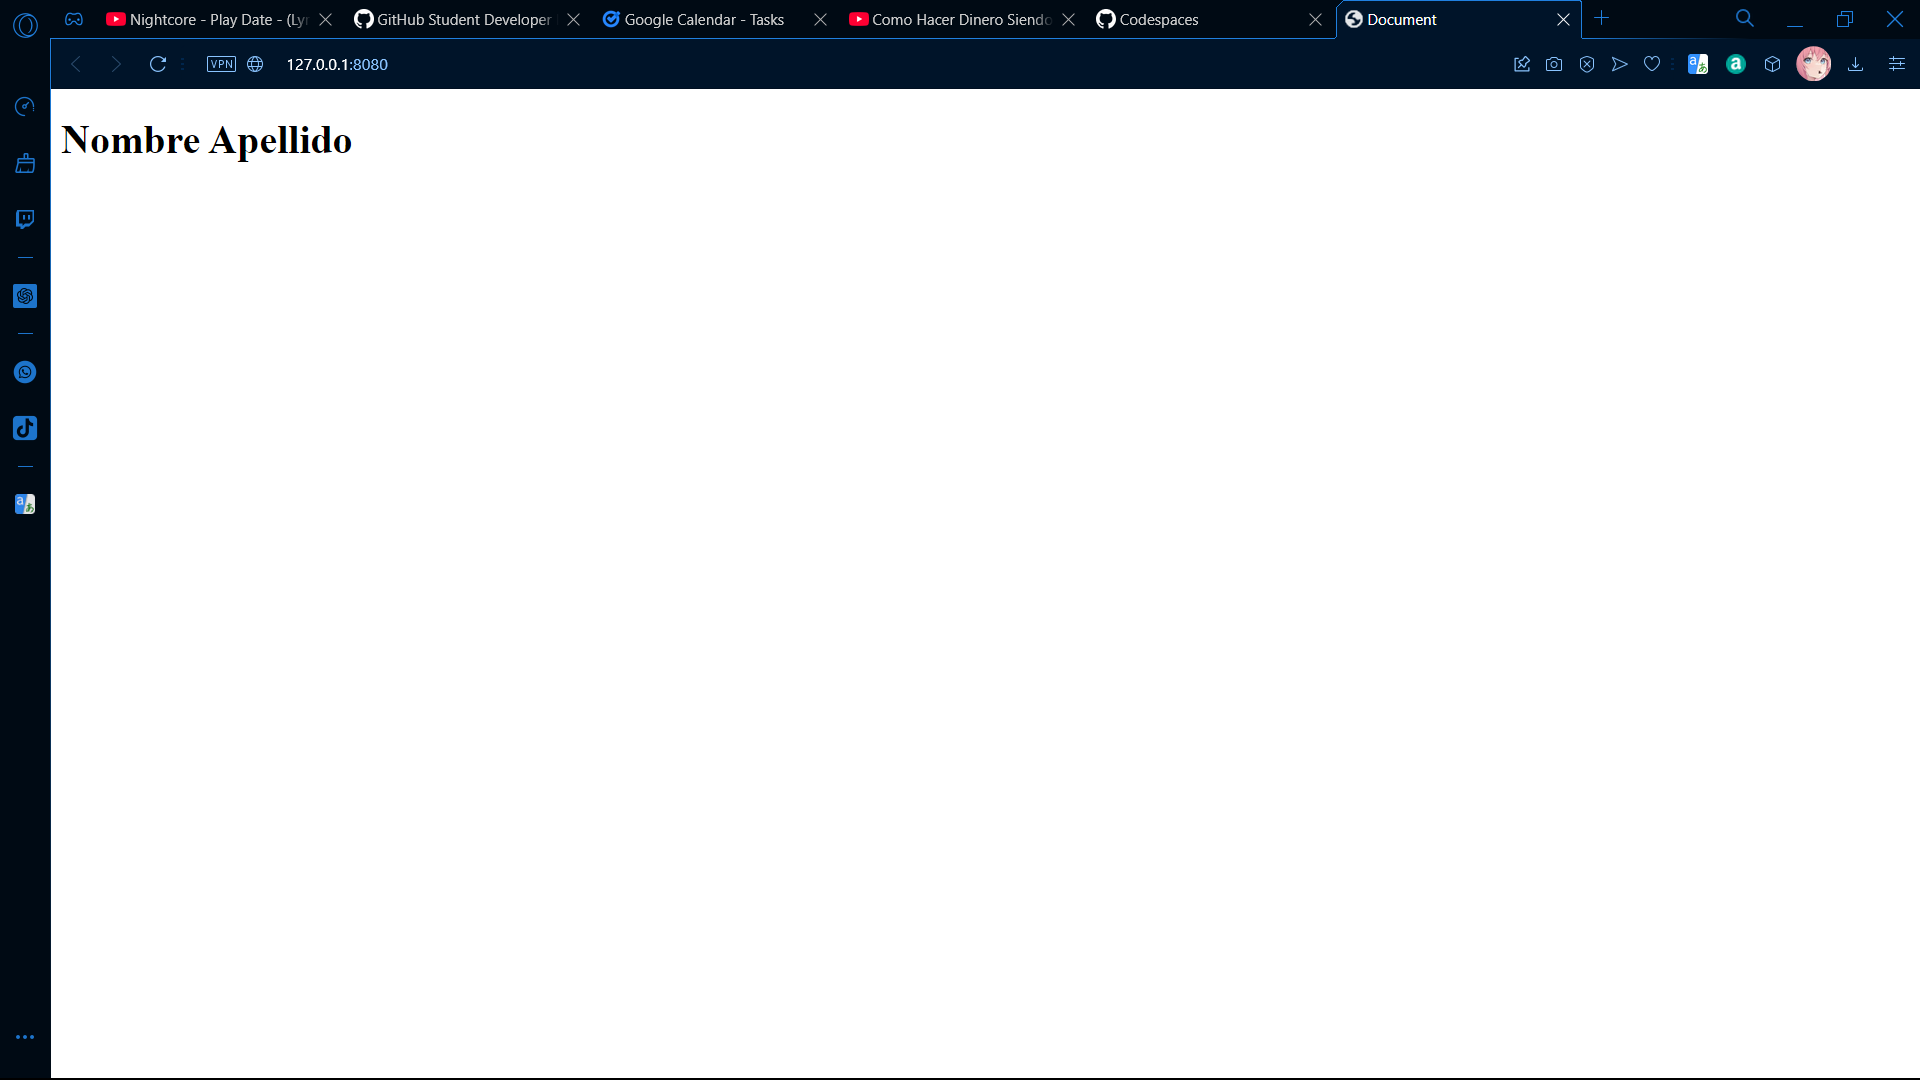 Nightcore - Play Date - (Lyr
GitHub Student Developer
Google Calendar - Tasks
Como Hacer Dinero Siendo
Codespaces
Document
VPN
127.0.0.1:8080
Nombre Apellido